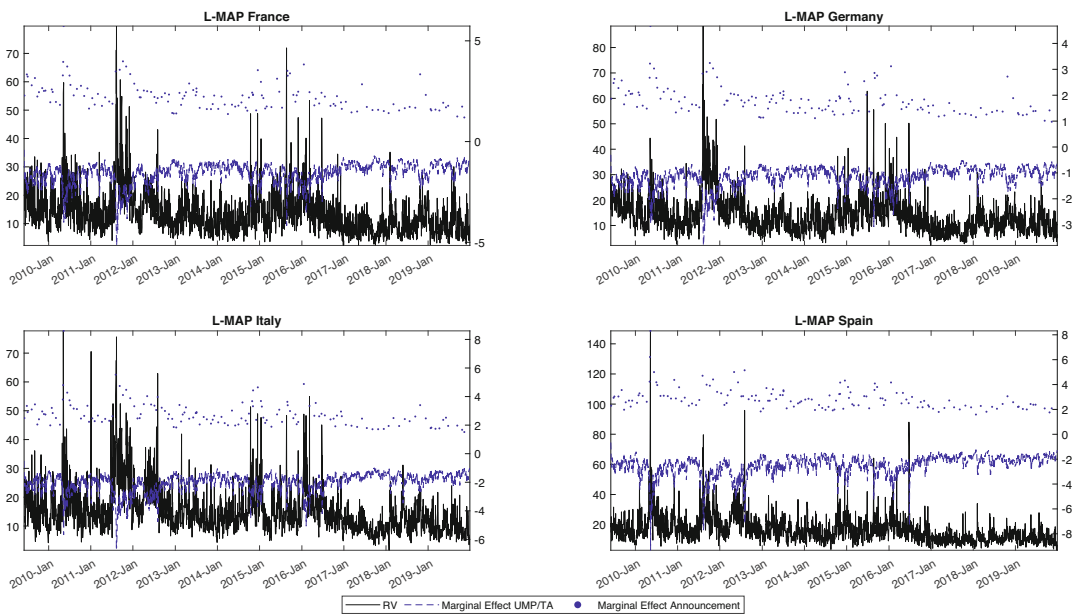 L-MAP France
70
60
50
40
30
20
10
5
0
-5
2010-Jan
2011-Jan
2012-Jan
2013-Jan
2014-Jan
2015-Jan
2016-Jan
2017-Jan
2018-Jan
2019-Jan
L-MAP Germany
80
70
60
50
40
30
20
10
4
3
2
1
0
-1
-2
-3
2010-Jan
2011-Jan
2012-Jan
2013-Jan
2014-Jan
2015-Jan
2016-Jan
2017-Jan
2018-Jan
2019-Jan
L-MAP Italy
70
60
50
40
30
20
10
8
6
4
2
0
-2
-4
-6
2010-Jan
2011-Jan
2012-Jan
2013-Jan
2014-Jan
2015-Jan
2016-Jan
2017-Jan
2018-Jan
2019-Jan
L-MAP Spain
140
120
100
80
60
40
20
8
6
4
2
0
-2
-4
-6
-8
2010-Jan
2011-Jan
2012-Jan
2013-Jan
2014-Jan
2015-Jan
2016-Jan
2017-Jan
2018-Jan
2019-Jan
RV Marginal Effect UMP/TA Marginal Effect Announcement